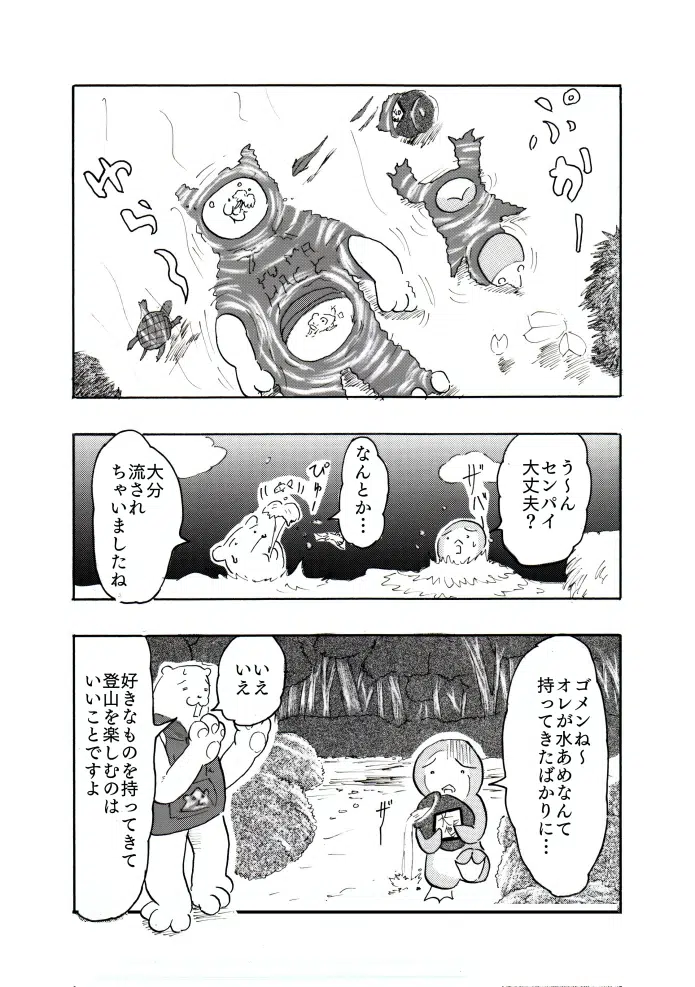 ぷかー
ゆらぁ〜
う〜ん
センパイ
大丈夫？
ザバ
なんとか…
ぴゅー
大分
流され
ちゃいましたね
ゴメンね〜
オレが水あめなんて
持ってきたばかりに…
ザー
いえ
いえ
好きなものを持ってきて
登山を楽しむのは
いいことですよ